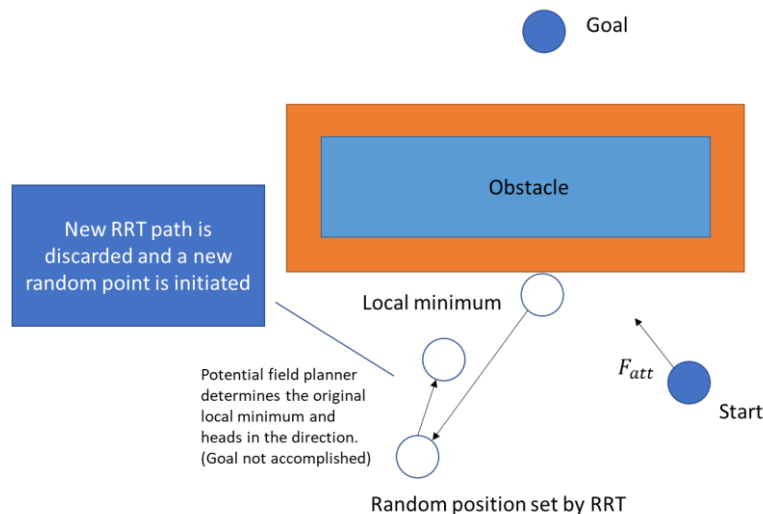 Goal
Obstacle
New RRT path is
discarded and a new
random point is initiated
Local minimum
F_att
Potential field planner
determines the original
local minimum and
heads in the direction.
(Goal not accomplished)
Start
Random position set by RRT